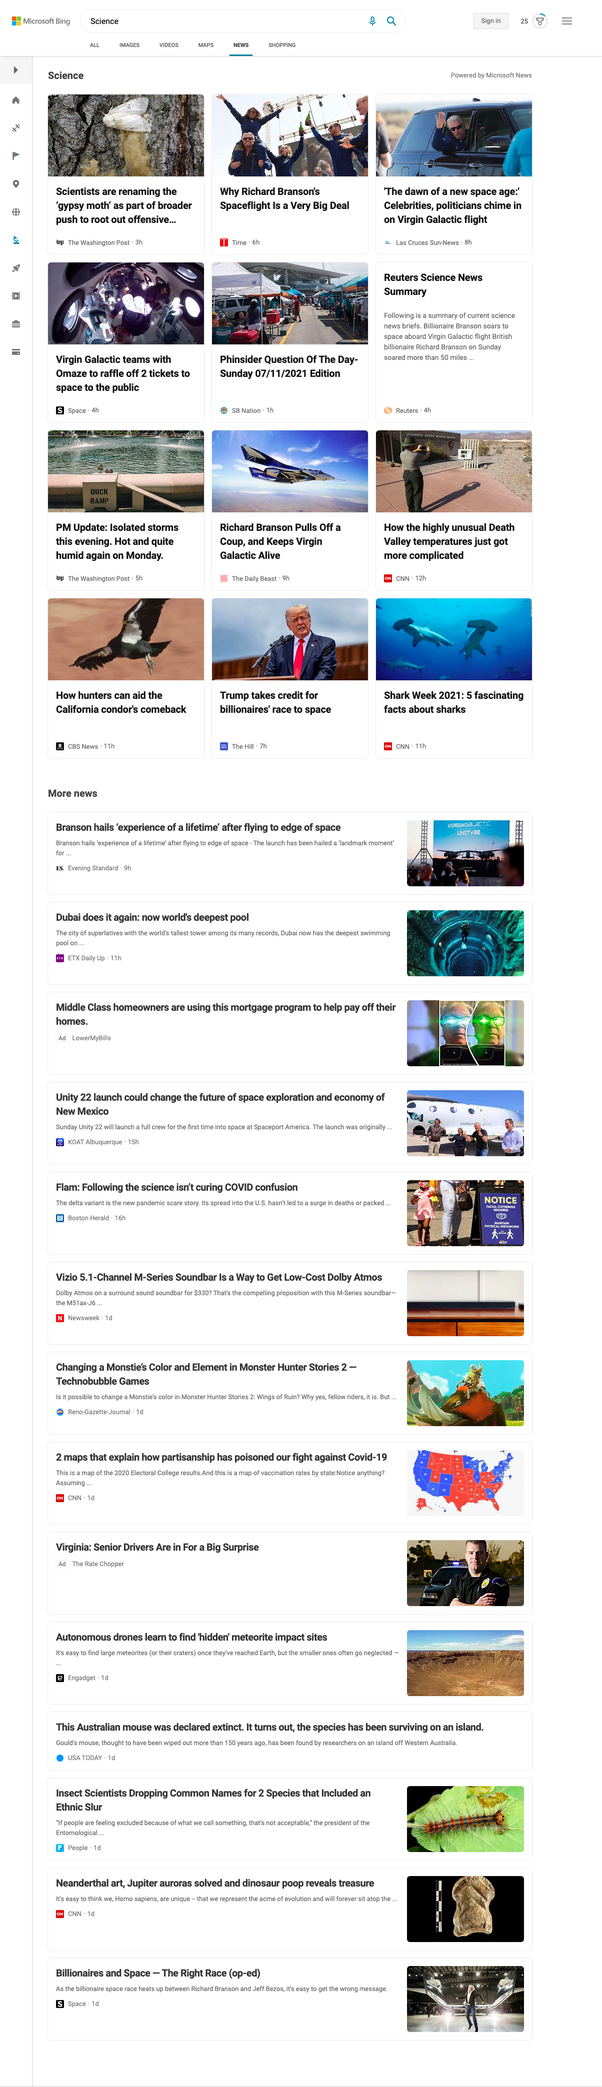 Microsoft Bing
Science
Sign in
25
ALL
IMAGES
VIDEOS
MAPS
NEWS
SHOPPING
Science
Powered by Microsoft News
Scientists are renaming the
'gypsy moth' as part of broader
push to root out offensive...
The Washington Post · 3h
Why Richard Branson's
Spaceflight Is a Very Big Deal
Time · 6h
'The dawn of a new space age:'
Celebrities, politicians chime in
on Virgin Galactic flight
Las Cruces Sun-News · 8h
Virgin Galactic teams with
Omaze to raffle off 2 tickets to
space to the public
Space · 4h
Phinsider Question Of The Day-
Sunday 07/11/2021 Edition
SB Nation · 1h
Reuters Science News
Summary
Following is a summary of current science
news briefs. Billionaire Branson soars to
space aboard Virgin Galactic flight British
billionaire Richard Branson on Sunday
soared more than 50 miles ...
Reuters · 4h
DUCK
RAMP
PM Update: Isolated storms
this evening. Hot and quite
humid again on Monday.
The Washington Post · 5h
Richard Branson Pulls Off a
Coup, and Keeps Virgin
Galactic Alive
The Daily Beast · 9h
How the highly unusual Death
Valley temperatures just got
more complicated
CNN · 12h
How hunters can aid the
California condor's comeback
CBS News · 11h
Trump takes credit for
billionaires' race to space
The Hill · 7h
Shark Week 2021: 5 fascinating
facts about sharks
CNN · 11h
More news
Branson hails 'experience of a lifetime' after flying to edge of space
Branson hails 'experience of a lifetime' after flying to edge of space - The launch has been hailed a 'landmark moment'
for ...
ES. Evening Standard · 9h
VIRGIN GALACTIC
UNITY22
Dubai does it again: now world's deepest pool
The city of superlatives with the world's tallest tower among its many records, Dubai now has the deepest swimming
pool on ...
ETX Daily Up · 11h
Middle Class homeowners are using this mortgage program to help pay off their
homes.
Ad LowerMyBills
Unity 22 launch could change the future of space exploration and economy of
New Mexico
Sunday Unity 22 will launch a full crew for the first time into space at Spaceport America. The launch was originally ...
KOAT Albuquerque · 15h
Flam: Following the science isn't curing COVID confusion
The delta variant is the new pandemic scare story. Its spread into the U.S. hasn't led to a surge in deaths or packed ...
Boston Herald · 16h
NOTICE
FACIAL COVERINGS
REQUIRED
MAINTAIN
PHYSICAL DISTANCING
Vizio 5.1-Channel M-Series Soundbar Is a Way to Get Low-Cost Dolby Atmos
Dolby Atmos on a surround sound soundbar for $330? That's the compelling proposition with this M-Series soundbar—
the M51ax-J6 ...
Newsweek · 1d
Changing a Monstie's Color and Element in Monster Hunter Stories 2 —
Technobubble Games
Is it possible to change a Monstie's color in Monster Hunter Stories 2: Wings of Ruin? Why yes, fellow riders, it is. But ...
Reno-Gazette-Journal · 1d
2 maps that explain how partisanship has poisoned our fight against Covid-19
This is a map of the 2020 Electoral College results.And this is a map of vaccination rates by state:Notice anything?
Assuming ...
CNN · 1d
Virginia: Senior Drivers Are in For a Big Surprise
Ad The Rate Chopper
Autonomous drones learn to find 'hidden' meteorite impact sites
It's easy to find large meteorites (or their craters) once they've reached Earth, but the smaller ones often go neglected —
...
Engadget · 1d
This Australian mouse was declared extinct. It turns out, the species has been surviving on an island.
Gould's mouse, thought to have been wiped out more than 150 years ago, has been found by researchers on an island off Western Australia.
USA TODAY · 1d
Insect Scientists Dropping Common Names for 2 Species that Included an
Ethnic Slur
"If people are feeling excluded because of what we call something, that's not acceptable," the president of the
Entomological ...
People · 1d
Neanderthal art, Jupiter auroras solved and dinosaur poop reveals treasure
It's easy to think we, Homo sapiens, are unique -- that we represent the acme of evolution and will forever sit atop the ...
CNN · 1d
Billionaires and Space — The Right Race (op-ed)
As the billionaire space race heats up between Richard Branson and Jeff Bezos, it's easy to get the wrong message.
Space · 1d